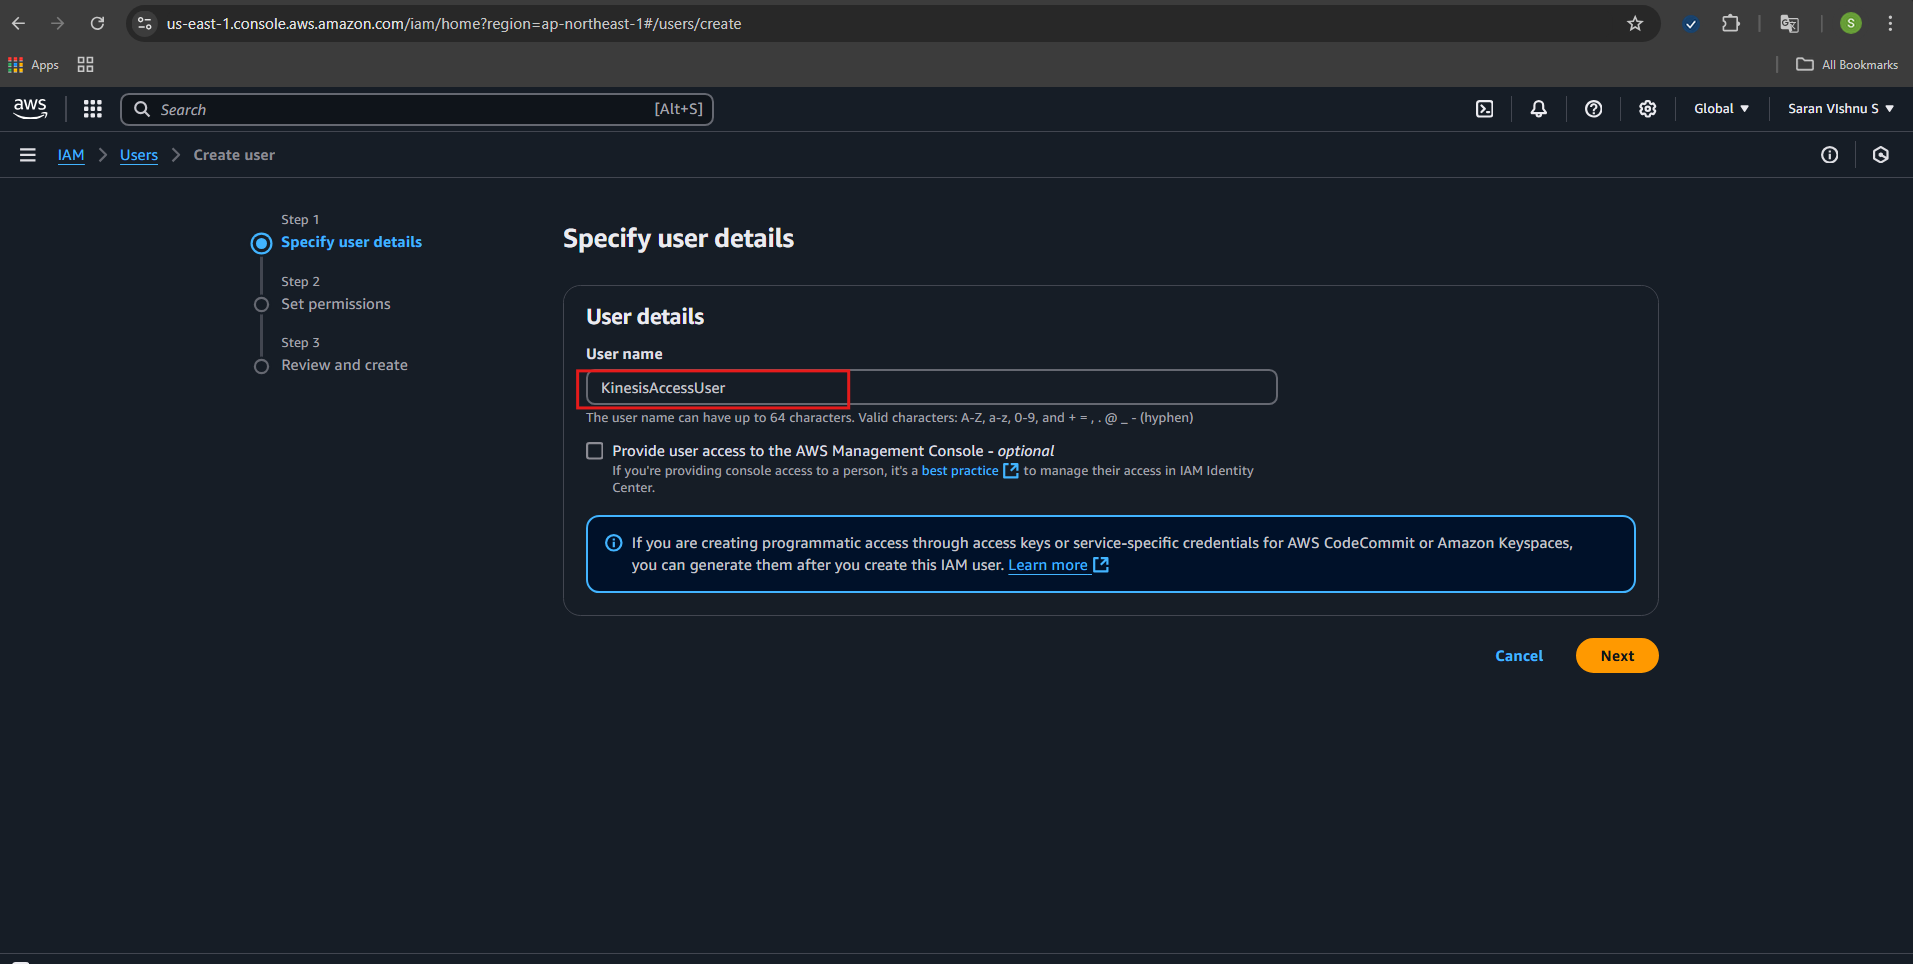 us-east-1.console.aws.amazon.com/iam/home?region=ap-northeast-1#/users/create
S
Apps
All Bookmarks
aws
Search
[Alt+S]
Global
Saran VIshnu S
IAM
Users
Create user
Step 1
Specify user details
Step 2
Set permissions
Step 3
Review and create
Specify user details
User details
User name
KinesisAccessUser
The user name can have up to 64 characters. Valid characters: A-Z, a-z, 0-9, and + = , . @ _ - (hyphen)
Provide user access to the AWS Management Console - optional
If you're providing console access to a person, it's a best practice to manage their access in IAM Identity
Center.
If you are creating programmatic access through access keys or service-specific credentials for AWS CodeCommit or Amazon Keyspaces,
you can generate them after you create this IAM user. Learn more
Cancel
Next